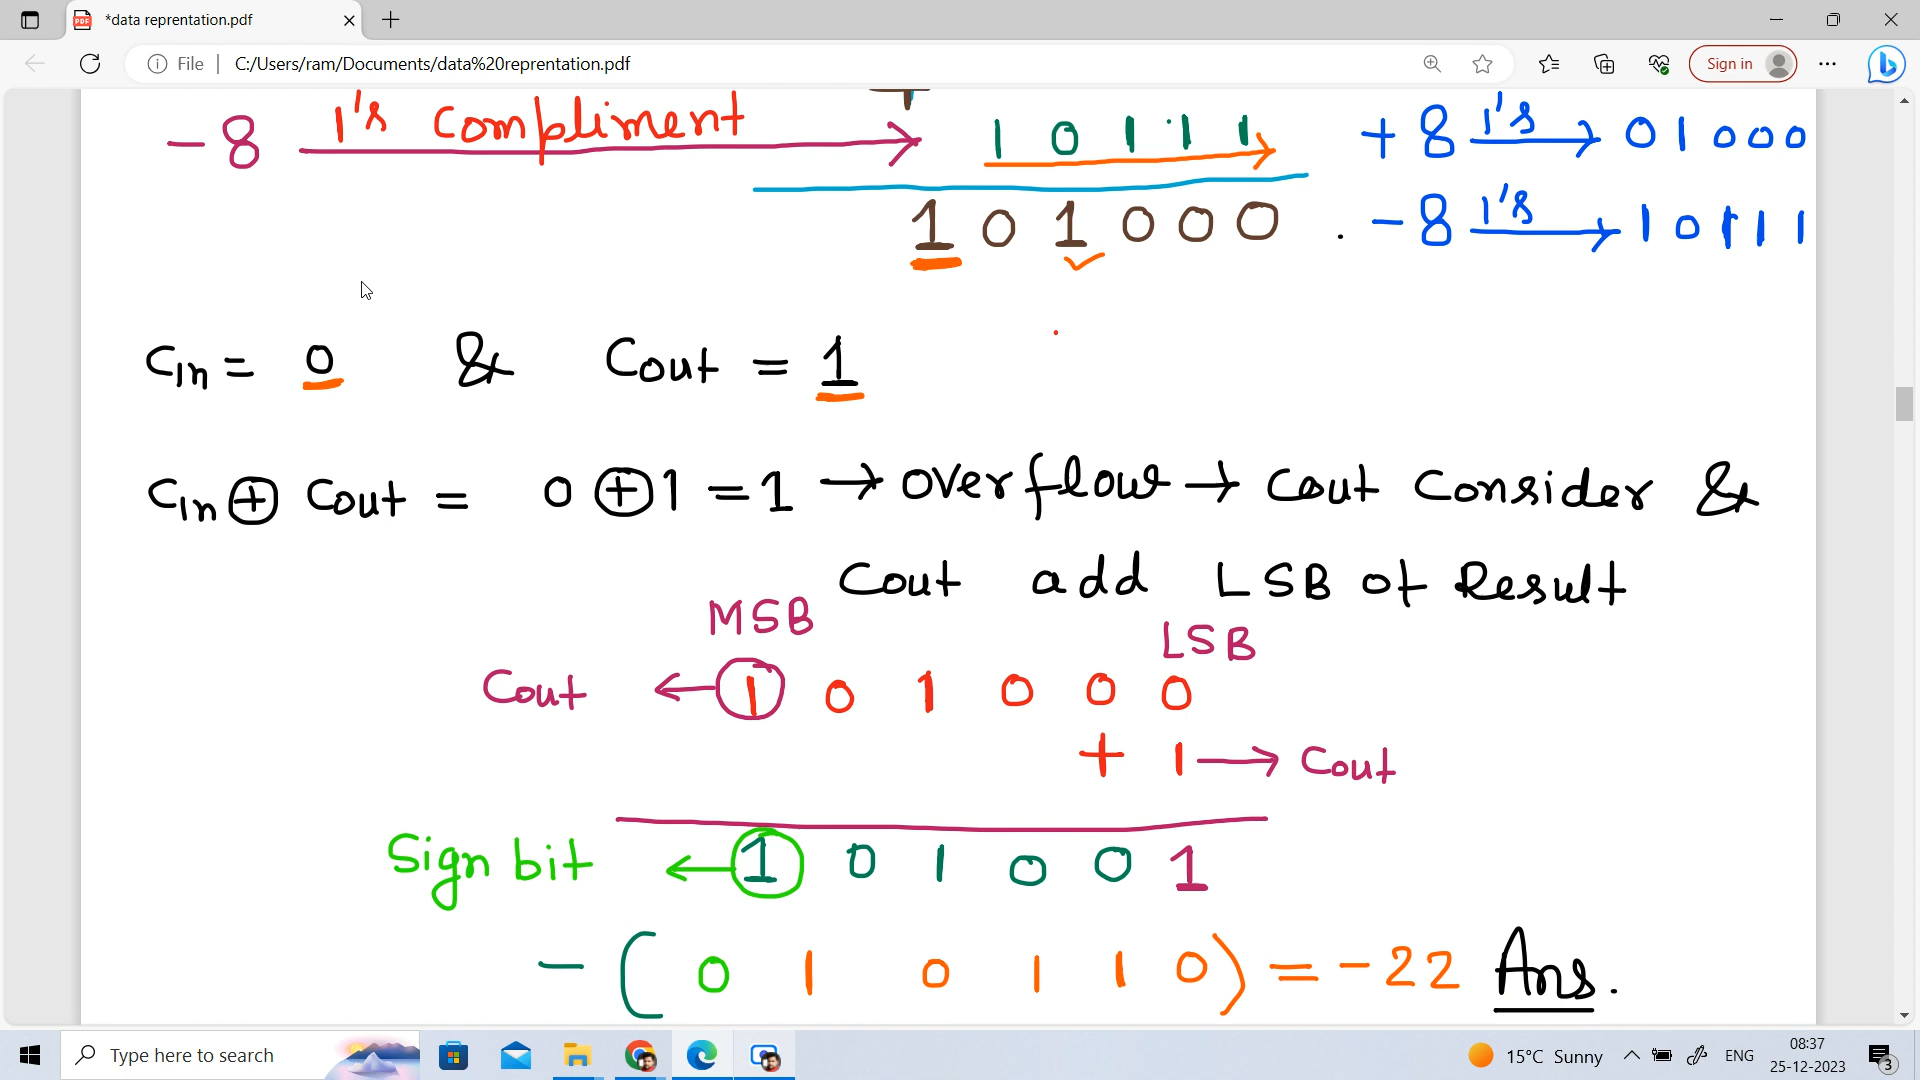 *data reprentation.pdf
File | C:/Users/ram/Documents/data%20reprentation.pdf
Sign in
-8 1's compliment → 1 0 1 1 1
+8 1's → 0 1 0 0 0
1 0 1 0 0 0
-8 1's → 1 0 1 1 1
Cin = 0 & Cout = 1
Cin ⊕ Cout = 0 ⊕ 1 = 1 → overflow → Cout Consider &
Cout add LSB of Result
MSB LSB
Cout ← 1 0 1 0 0 0
+ 1 → Cout
Sign bit ← 1 0 1 0 0 1
- ( 0 1 0 1 1 0 ) = -22 Ans.
Type here to search
15°C Sunny
ENG
08:37
25-12-2023
3